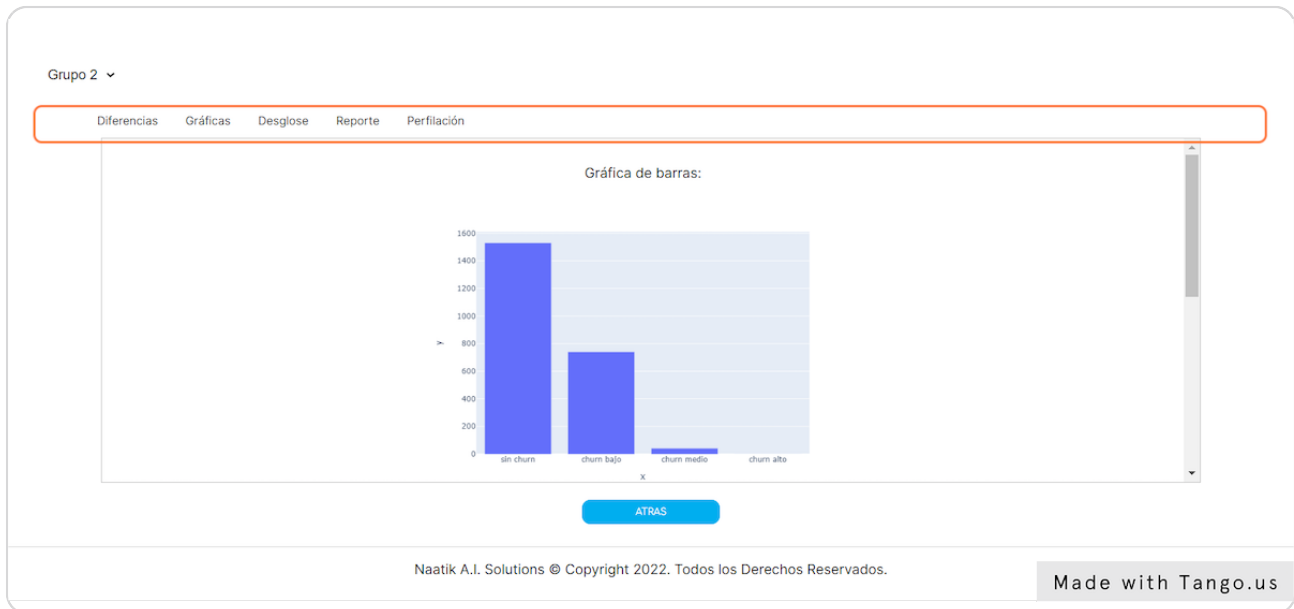 Grupo 2
Diferencias Gráficas Desglose Reporte Perfilación
Gráfica de barras:
1600
1400
1200
1000
y 800
600
400
200
0
sin churn churn bajo churn medio churn alto
x
ATRAS
Naatik A.I. Solutions © Copyright 2022. Todos los Derechos Reservados.
Made with Tango.us